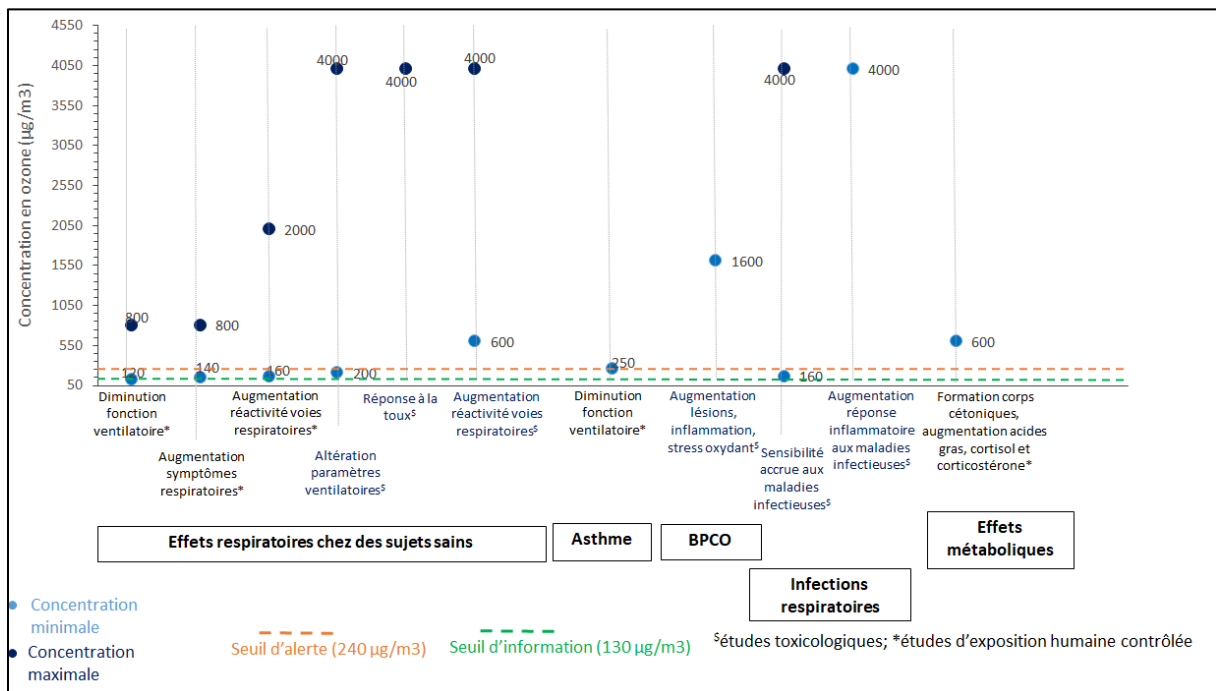 4550
4050
3550
3050
2550
2050
1550
1050
550
50
Concentration en ozone (µg/m3)
800
120
800
140
2000
160
4000
200
4000
4000
600
250
1600
4000
160
4000
600
Diminution
fonction
ventilatoire*
Augmentation
symptômes
respiratoires*
Augmentation
réactivité voies
respiratoires*
Altération
paramètres
ventilatoires$
Réponse à la
toux$
Augmentation
réactivité voies
respiratoires$
Diminution
fonction
ventilatoire*
Augmentation
lésions,
inflammation,
stress oxydant$
Sensibilité
accrue aux
maladies
infectieuses$
Augmentation
réponse
inflammatoire
aux maladies
infectieuses$
Formation corps
cétoniques,
augmentation acides
gras, cortisol et
corticostérone*
Effets respiratoires chez des sujets sains
Asthme
BPCO
Infections
respiratoires
Effets
métaboliques
Concentration
minimale
Concentration
maximale
Seuil d'alerte (240 µg/m3)
Seuil d'information (130 µg/m3)
$études toxicologiques; *études d'exposition humaine contrôlée